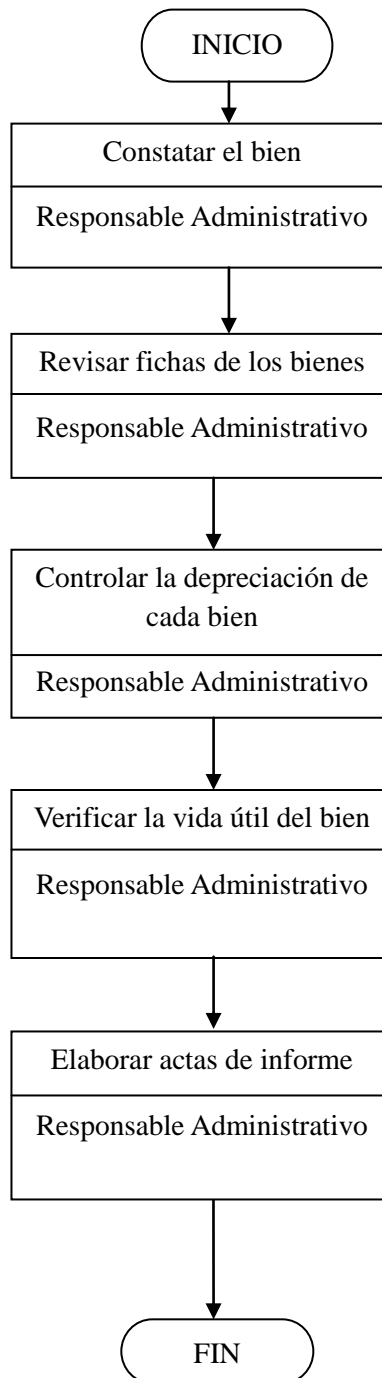 INICIO
Constatar el bien
Responsable Administrativo
Revisar fichas de los bienes
Responsable Administrativo
Controlar la depreciación de
cada bien
Responsable Administrativo
Verificar la vida útil del bien
Responsable Administrativo
Elaborar actas de informe
Responsable Administrativo
FIN